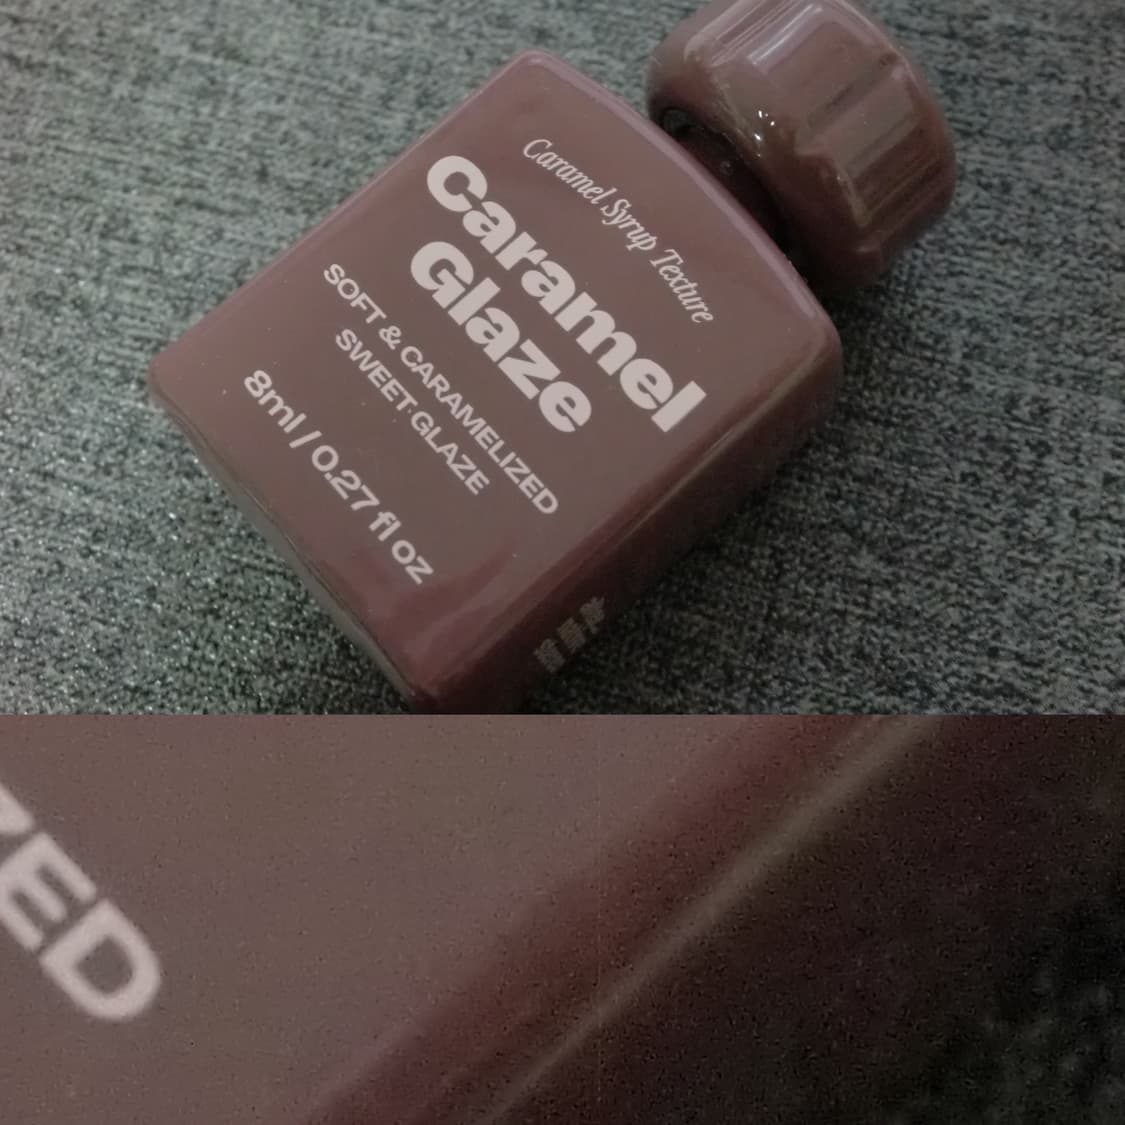 Caramel Syrup Texture
Caramel
Glaze
SOFT & CARAMELIZED
SWEET GLAZE
8ml / 0.27 fl oz
ZED